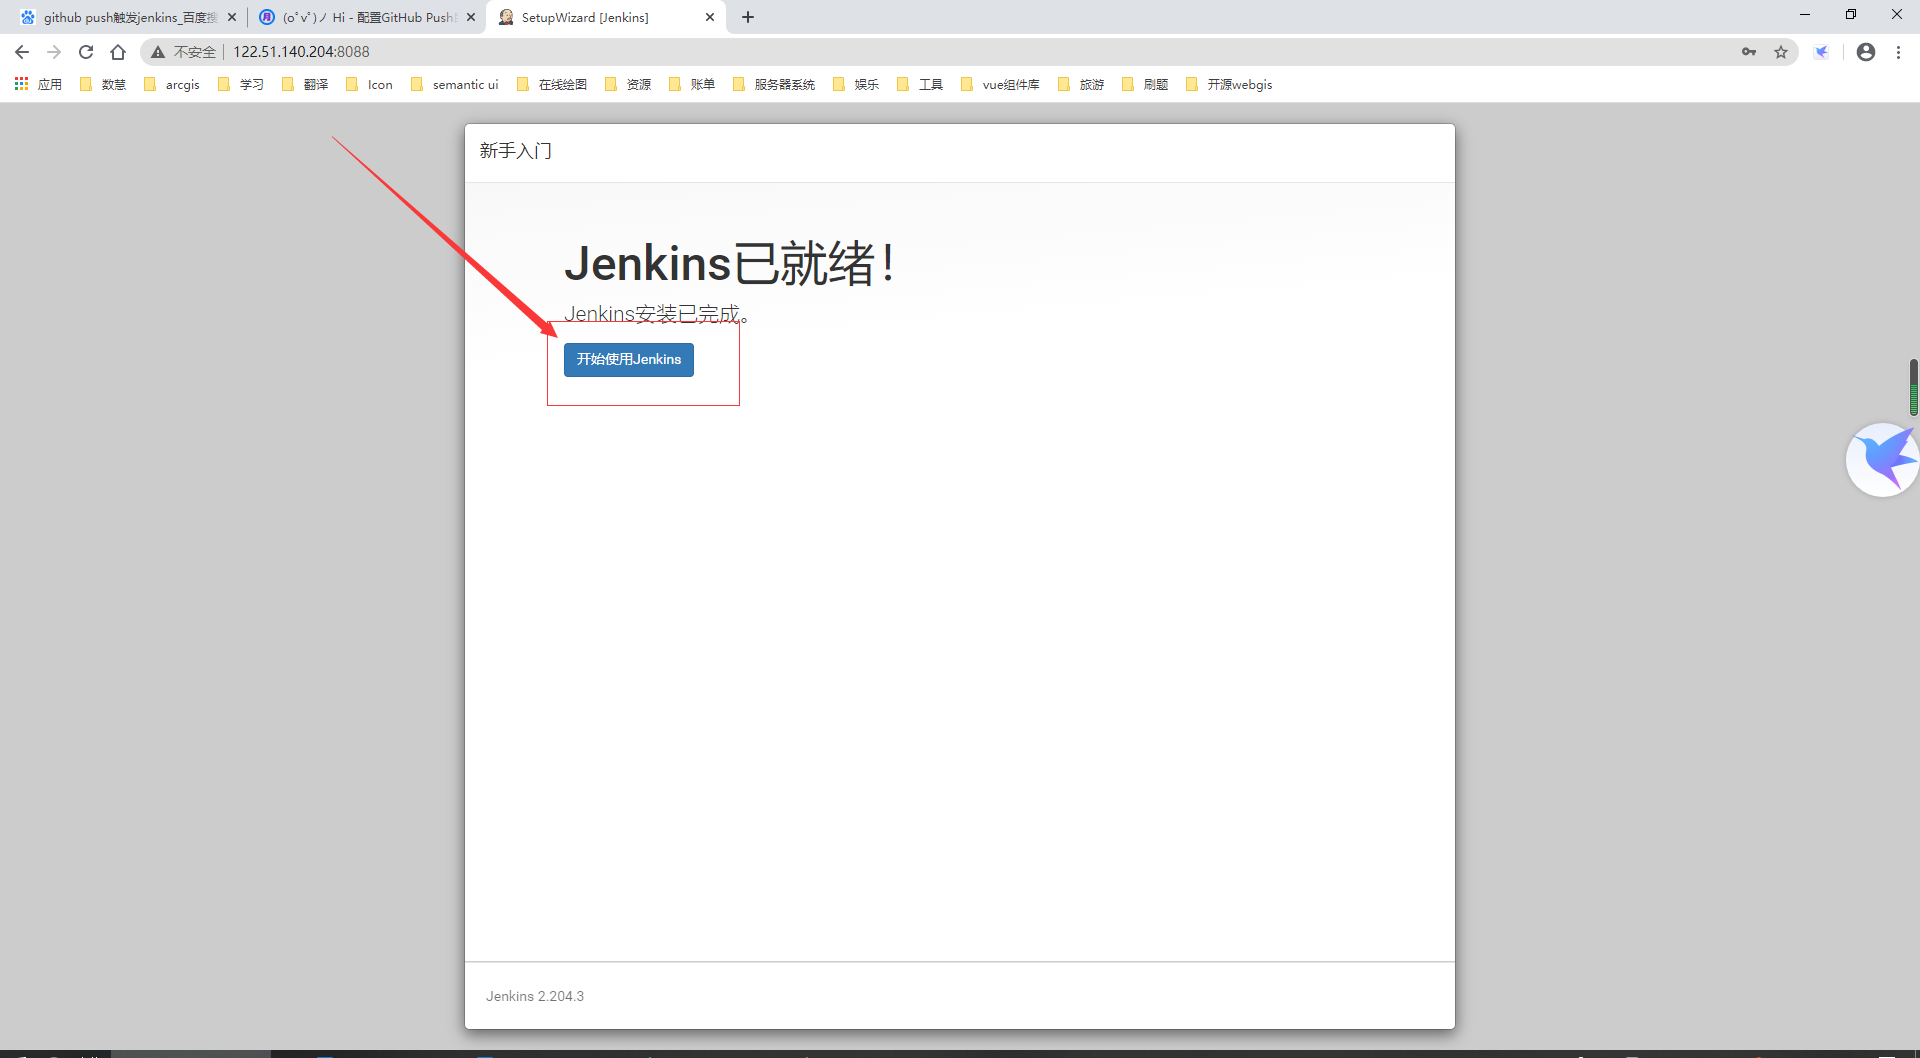 github push触发jenkins_百度搜
(oﾟvﾟ)ノ Hi - 配置GitHub Push
SetupWizard [Jenkins]
不安全 122.51.140.204:8088
应用 数慧 arcgis 学习 翻译 Icon semantic ui 在线绘图 资源 账单 服务器系统 娱乐 工具 vue组件库 旅游 刷题 开源webgis
新手入门
Jenkins已就绪！
Jenkins安装已完成。
开始使用Jenkins
Jenkins 2.204.3